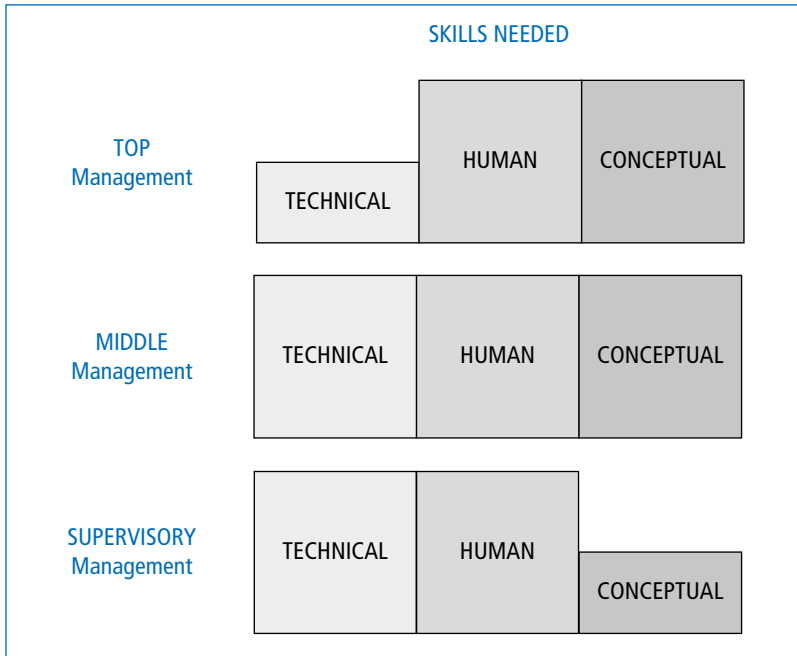 SKILLS NEEDED
TOP
Management
TECHNICAL
HUMAN
CONCEPTUAL
MIDDLE
Management
TECHNICAL
HUMAN
CONCEPTUAL
SUPERVISORY
Management
TECHNICAL
HUMAN
CONCEPTUAL